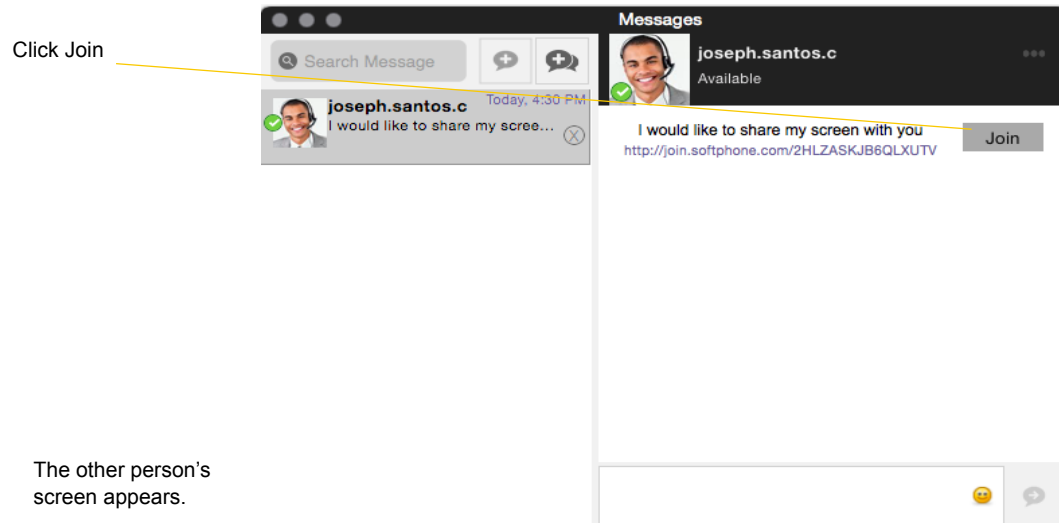 Messages
Click Join
Search Message
joseph.santos.c
Available
joseph.santos.c
Today, 4:30 PM
I would like to share my scree...
I would like to share my screen with you
http://join.softphone.com/2HLZASKJB6QLXUTV
Join
The other person's
screen appears.